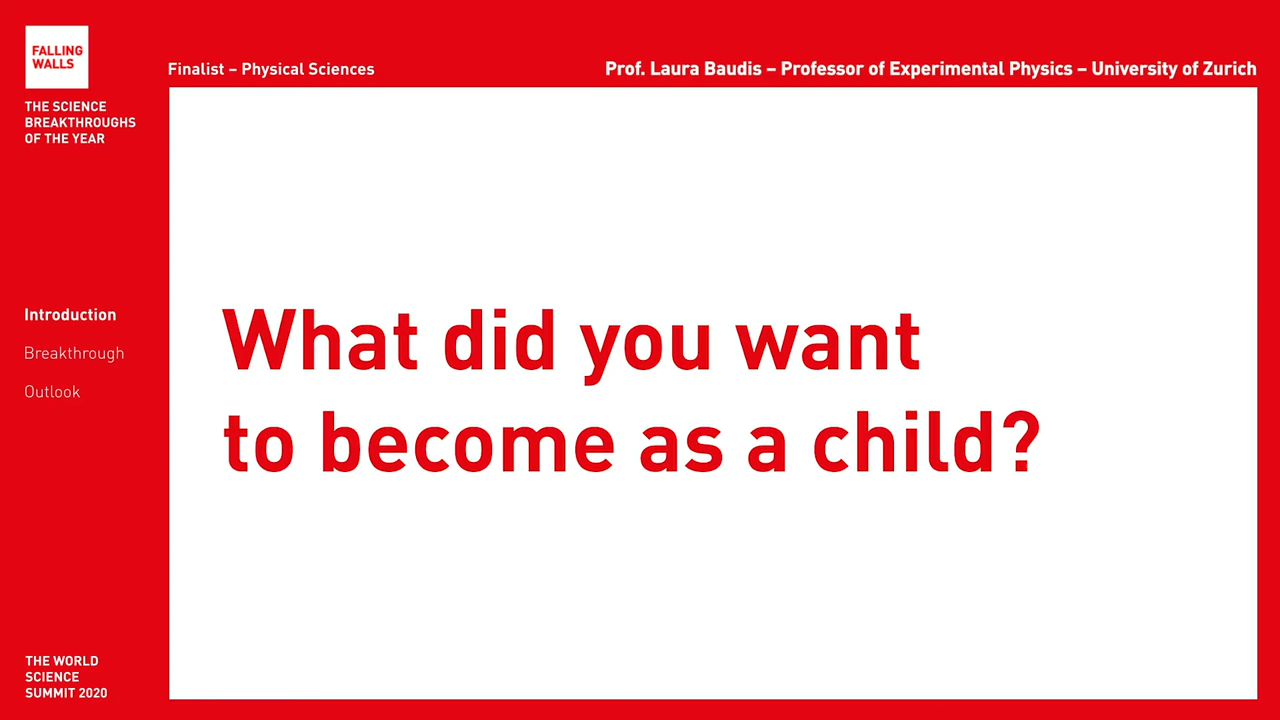 FALLING
WALLS
THE SCIENCE
BREAKTHROUGHS
OF THE YEAR
Finalist – Physical Sciences
Prof. Laura Baudis – Professor of Experimental Physics – University of Zurich
Introduction
Breakthrough
Outlook
What did you want
to become as a child?
THE WORLD
SCIENCE
SUMMIT 2020